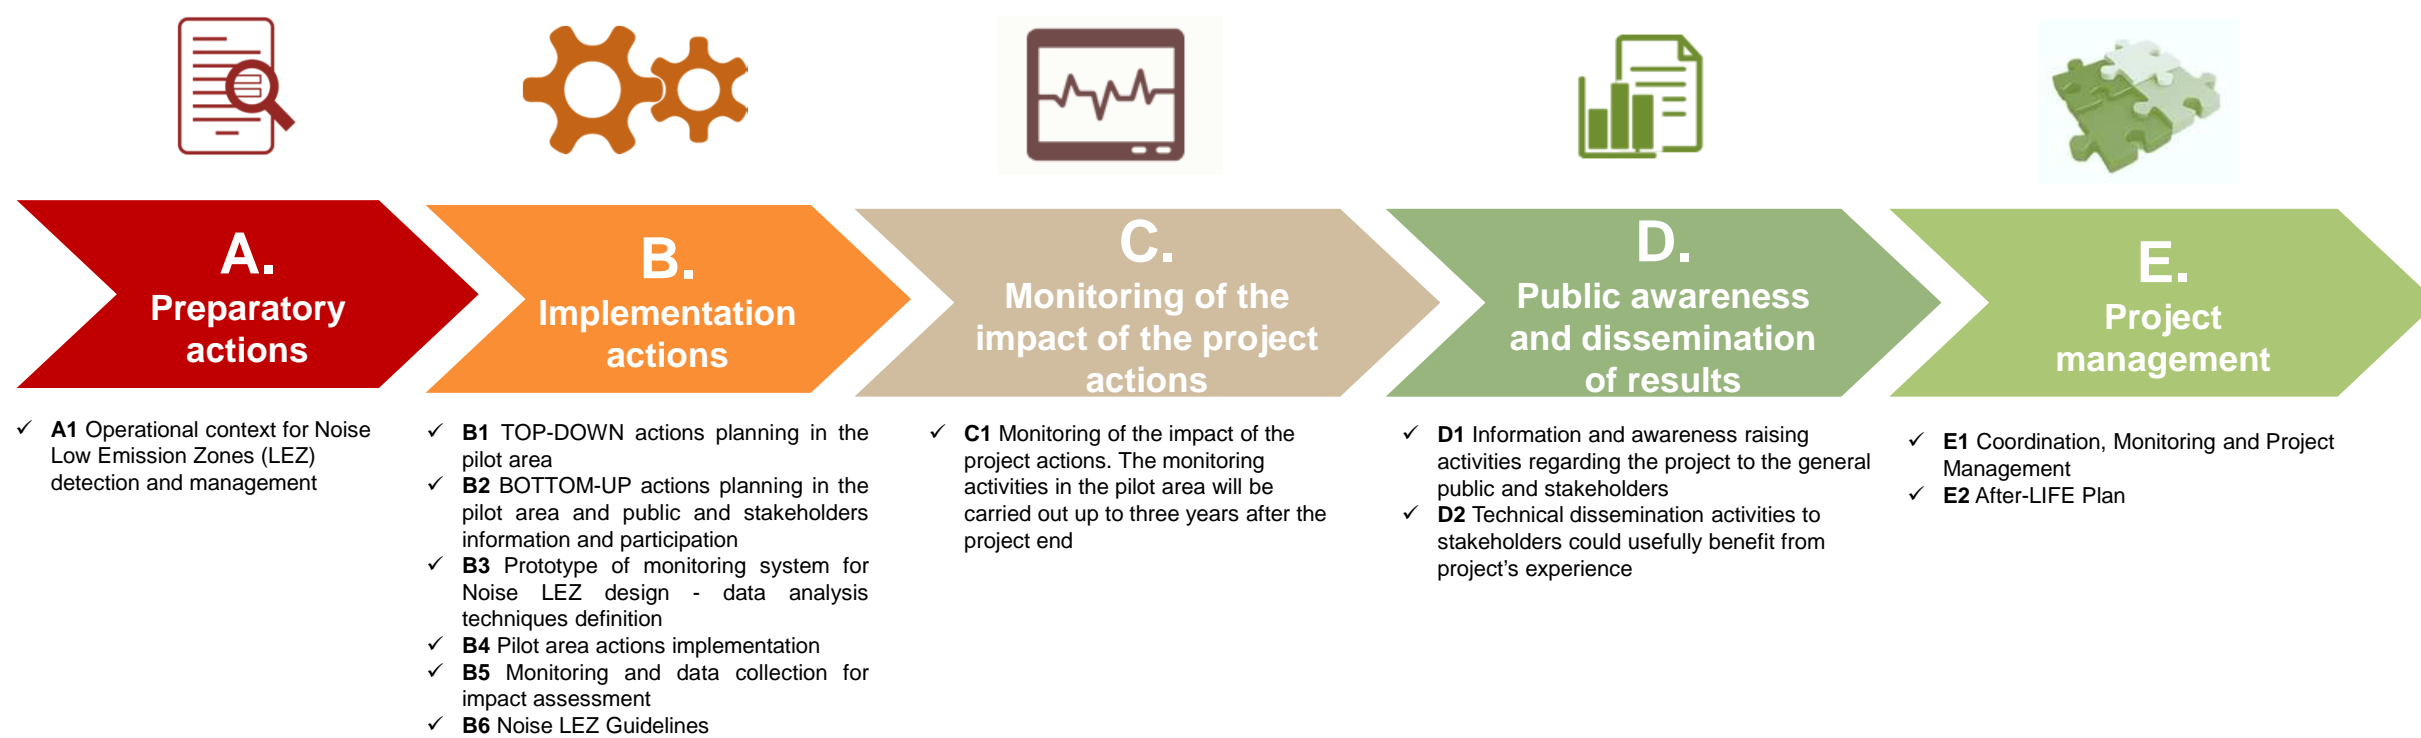 A.
Preparatory
actions
B.
Implementation
actions
C.
Monitoring of the
impact of the project
actions
D.
Public awareness
and dissemination
of results
E.
Project
management
✓ A1 Operational context for Noise
Low Emission Zones (LEZ)
detection and management
✓ B1 TOP-DOWN actions planning in the
pilot area
✓ B2 BOTTOM-UP actions planning in the
pilot area and public and stakeholders
information and participation
✓ B3 Prototype of monitoring system for
Noise LEZ design - data analysis
techniques definition
✓ B4 Pilot area actions implementation
✓ B5 Monitoring and data collection for
impact assessment
✓ B6 Noise LEZ Guidelines
✓ C1 Monitoring of the impact of the
project actions. The monitoring
activities in the pilot area will be
carried out up to three years after the
project end
✓ D1 Information and awareness raising
activities regarding the project to the general
public and stakeholders
✓ D2 Technical dissemination activities to
stakeholders could usefully benefit from
project’s experience
✓ E1 Coordination, Monitoring and Project
Management
✓ E2 After-LIFE Plan